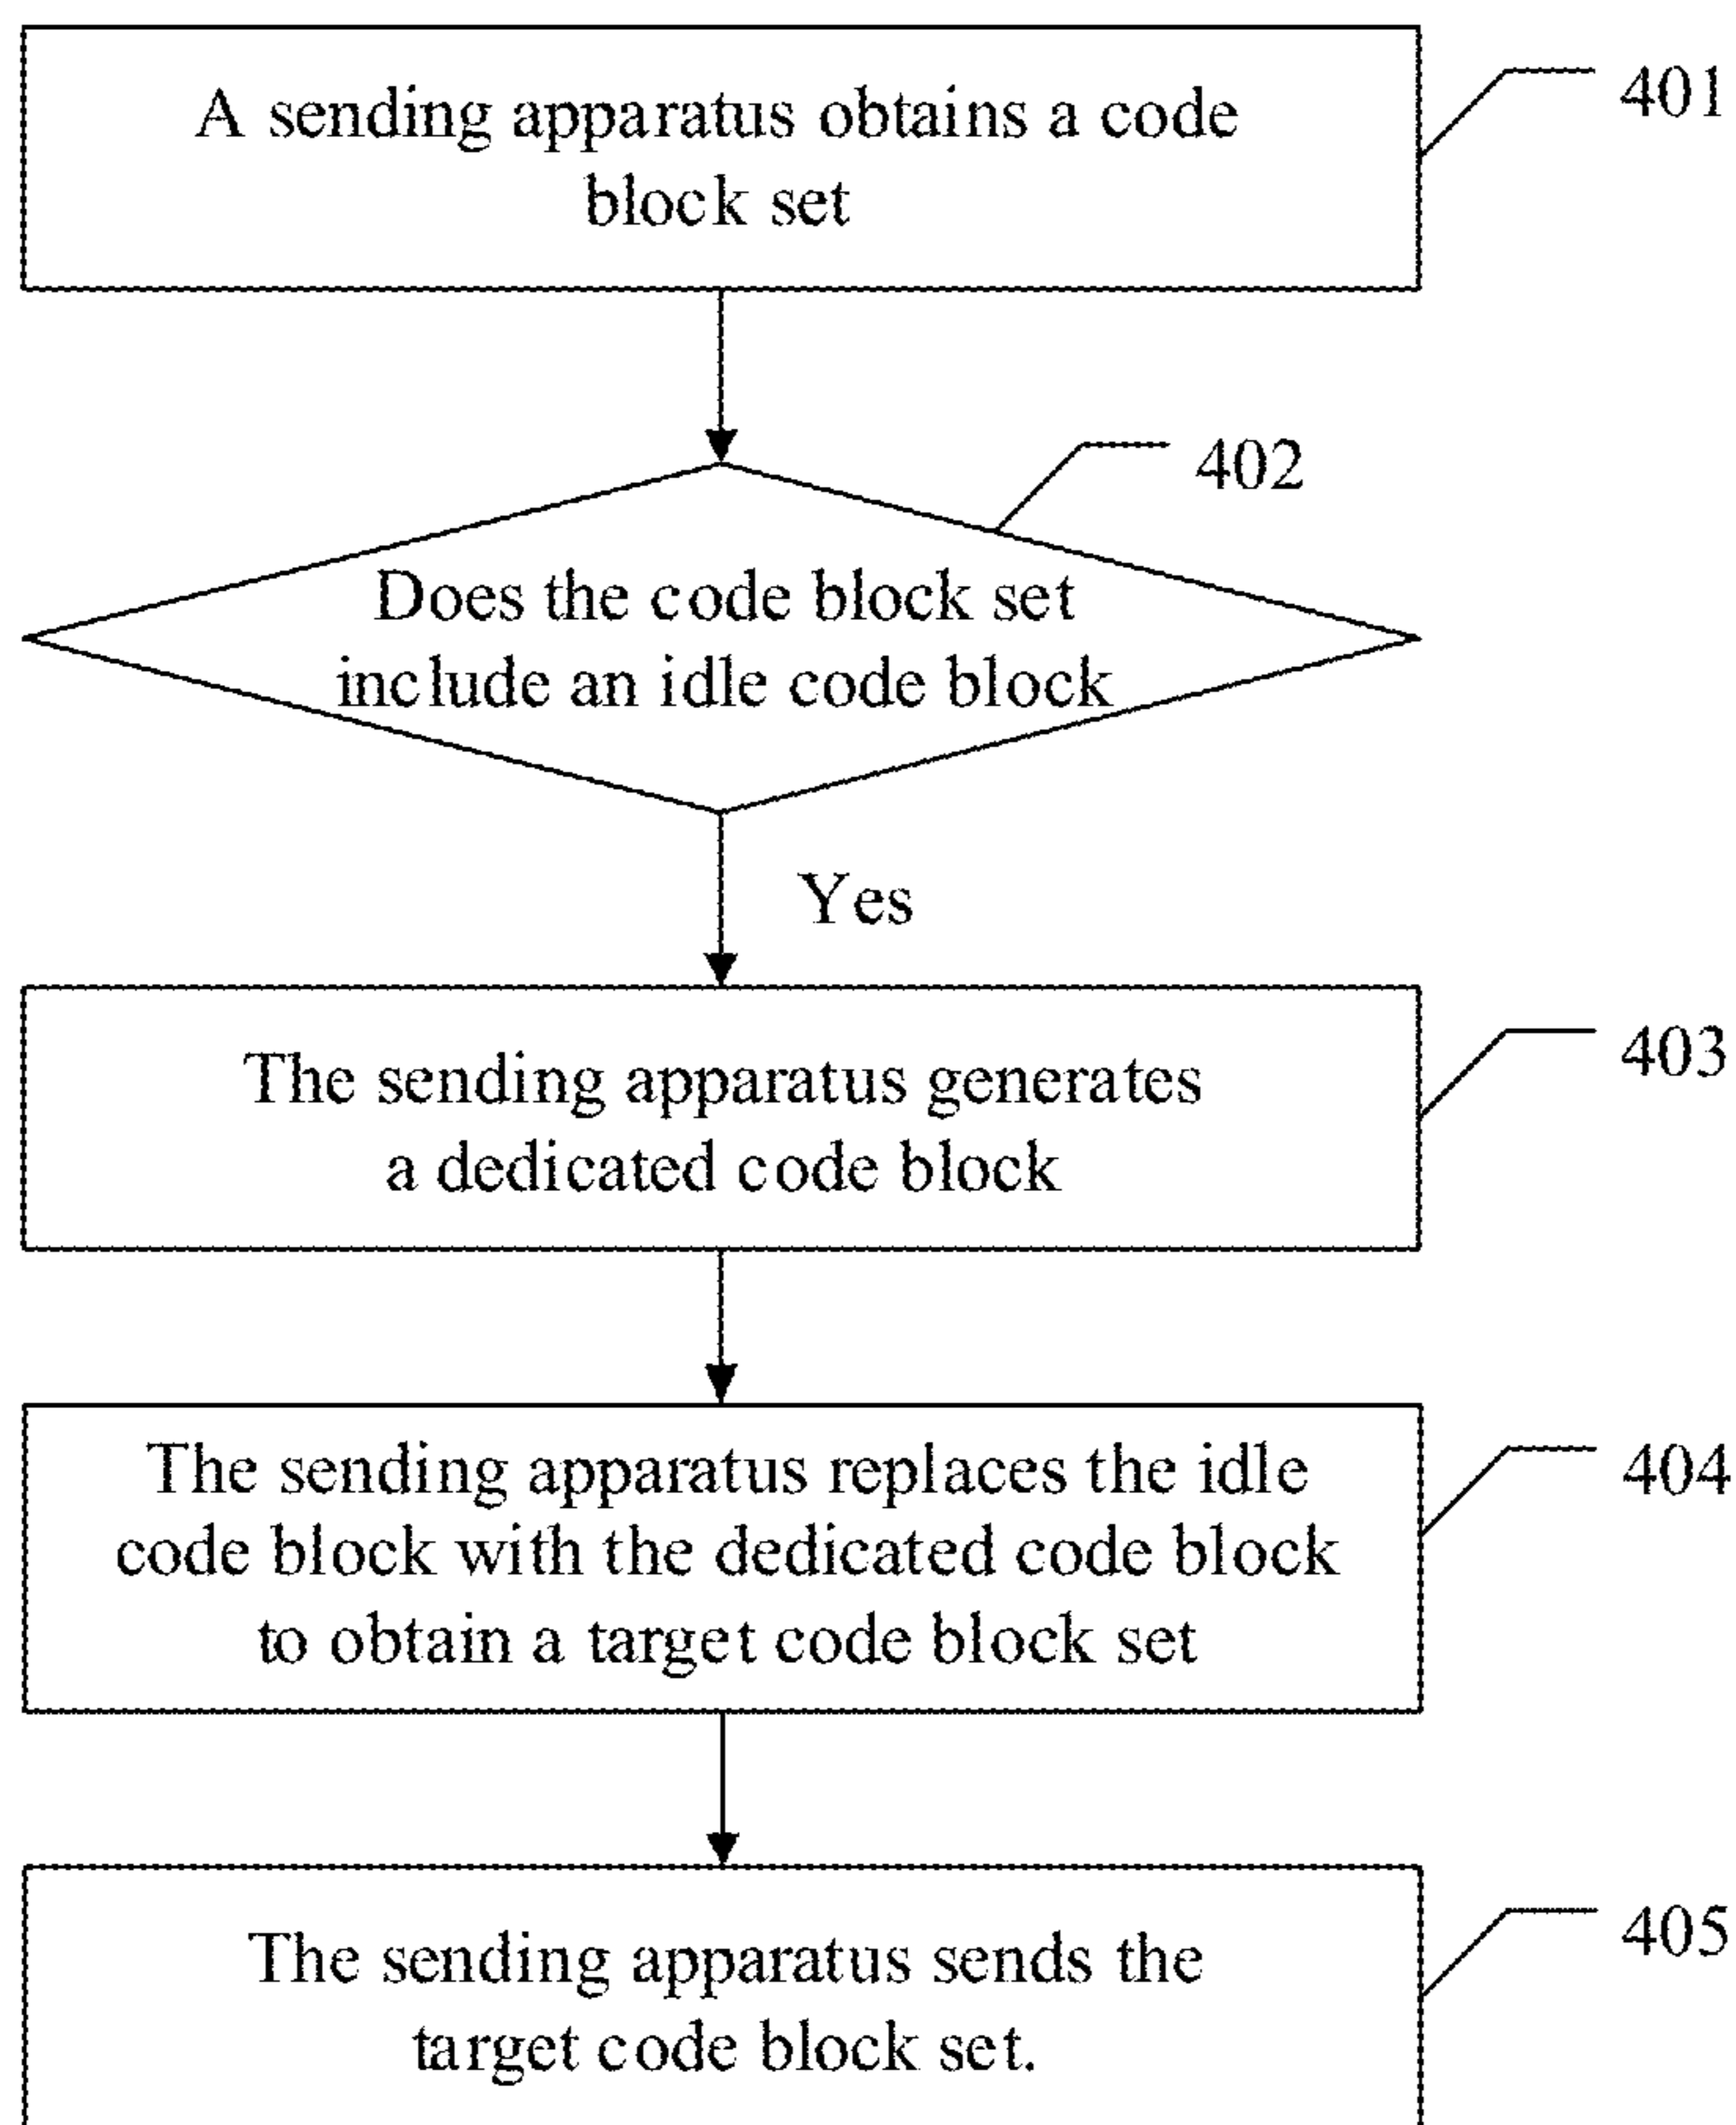 A sending apparatus obtains a code
block set
401
402
Does the code block set
include an idle code block
Yes
The sending apparatus generates
a dedicated code block
403
The sending apparatus replaces the idle
code block with the dedicated code block
to obtain a target code block set
404
The sending apparatus sends the
target code block set.
405